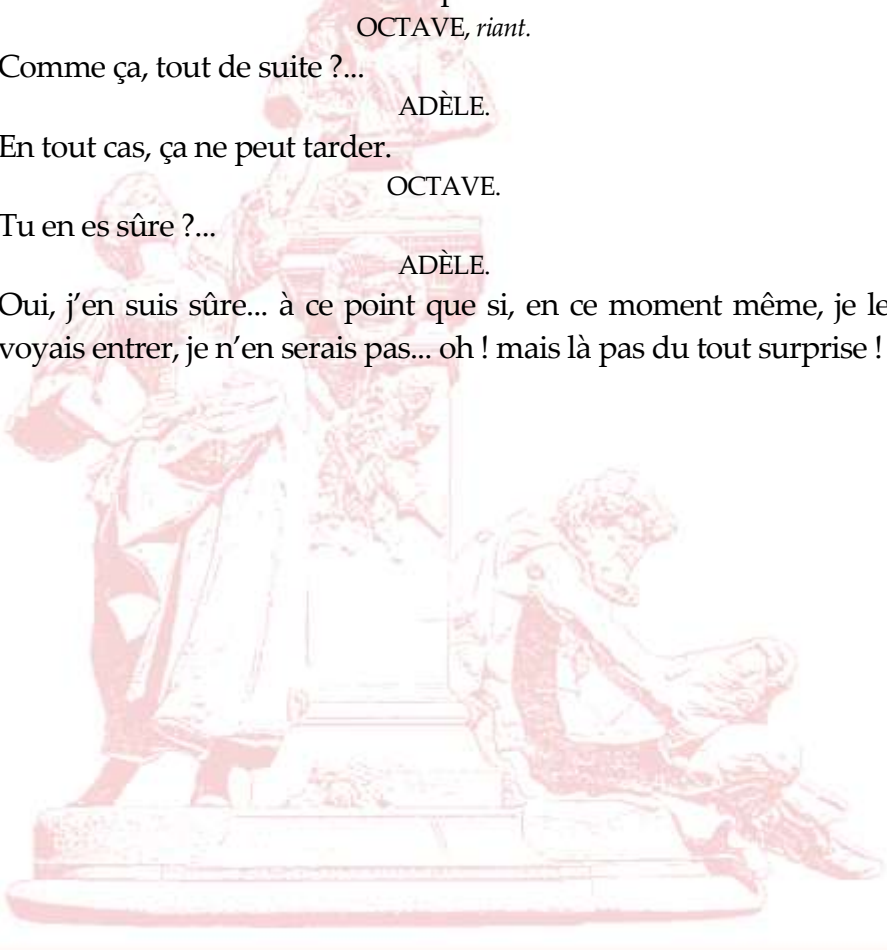 OCTAVE, riant.
Comme ça, tout de suite ?...
ADÈLE.
En tout cas, ça ne peut tarder.
OCTAVE.
Tu en es sûre ?...
ADÈLE.
Oui, j’en suis sûre... à ce point que si, en ce moment même, je le
voyais entrer, je n’en serais pas... oh ! mais là pas du tout surprise !